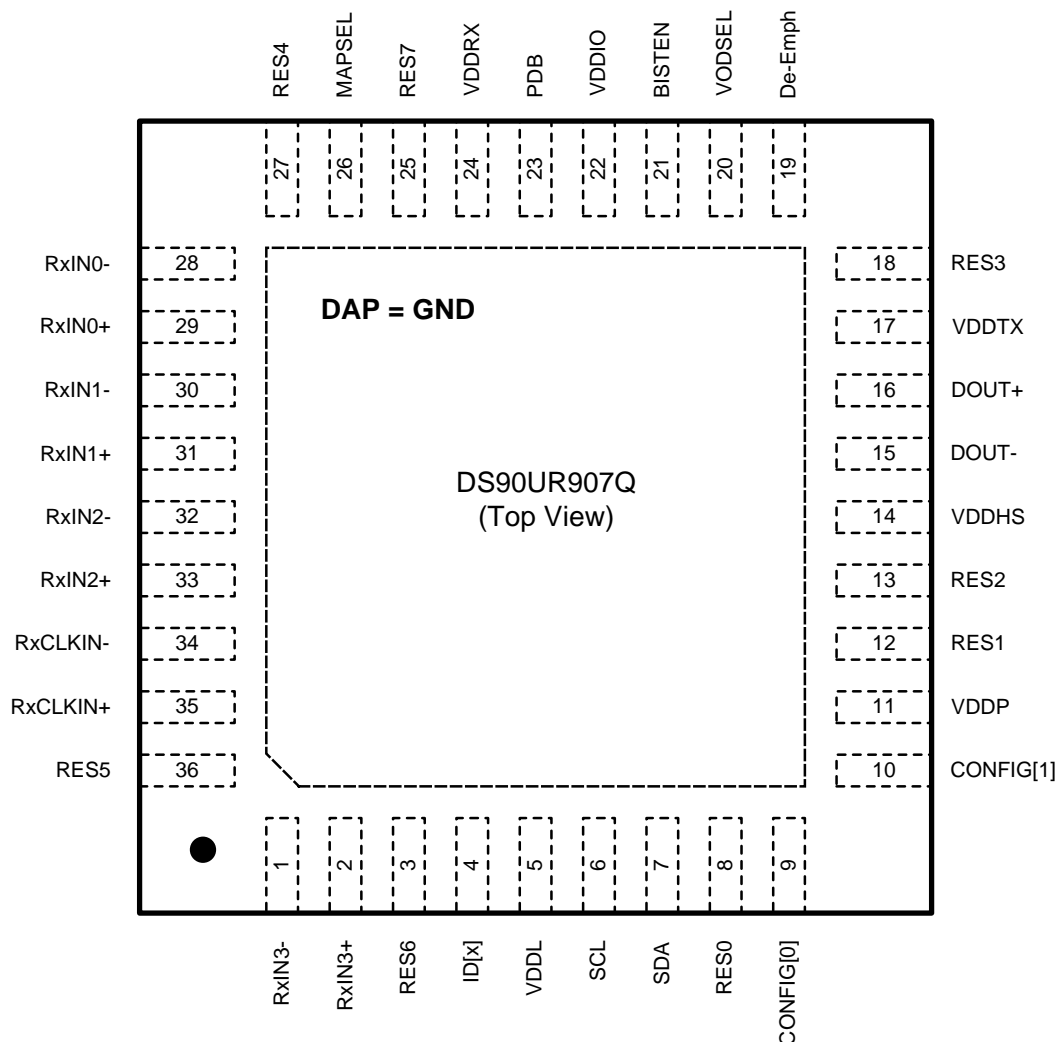 RES4
MAPSEL
RES7
VDDRX
PDB
VDDIO
BISTEN
VODSEL
De-Emph
27
26
25
24
23
22
21
20
19
RxIN0-
28
RxIN0+
29
RxIN1-
30
RxIN1+
31
RxIN2-
32
RxIN2+
33
RxCLKIN-
34
RxCLKIN+
35
RES5
36
DAP = GND
DS90UR907Q
(Top View)
18
RES3
17
VDDTX
16
DOUT+
15
DOUT-
14
VDDHS
13
RES2
12
RES1
11
VDDP
10
CONFIG[1]
1
2
3
4
5
6
7
8
9
RxIN3-
RxIN3+
RES6
ID[x]
VDDL
SCL
SDA
RES0
CONFIG[0]